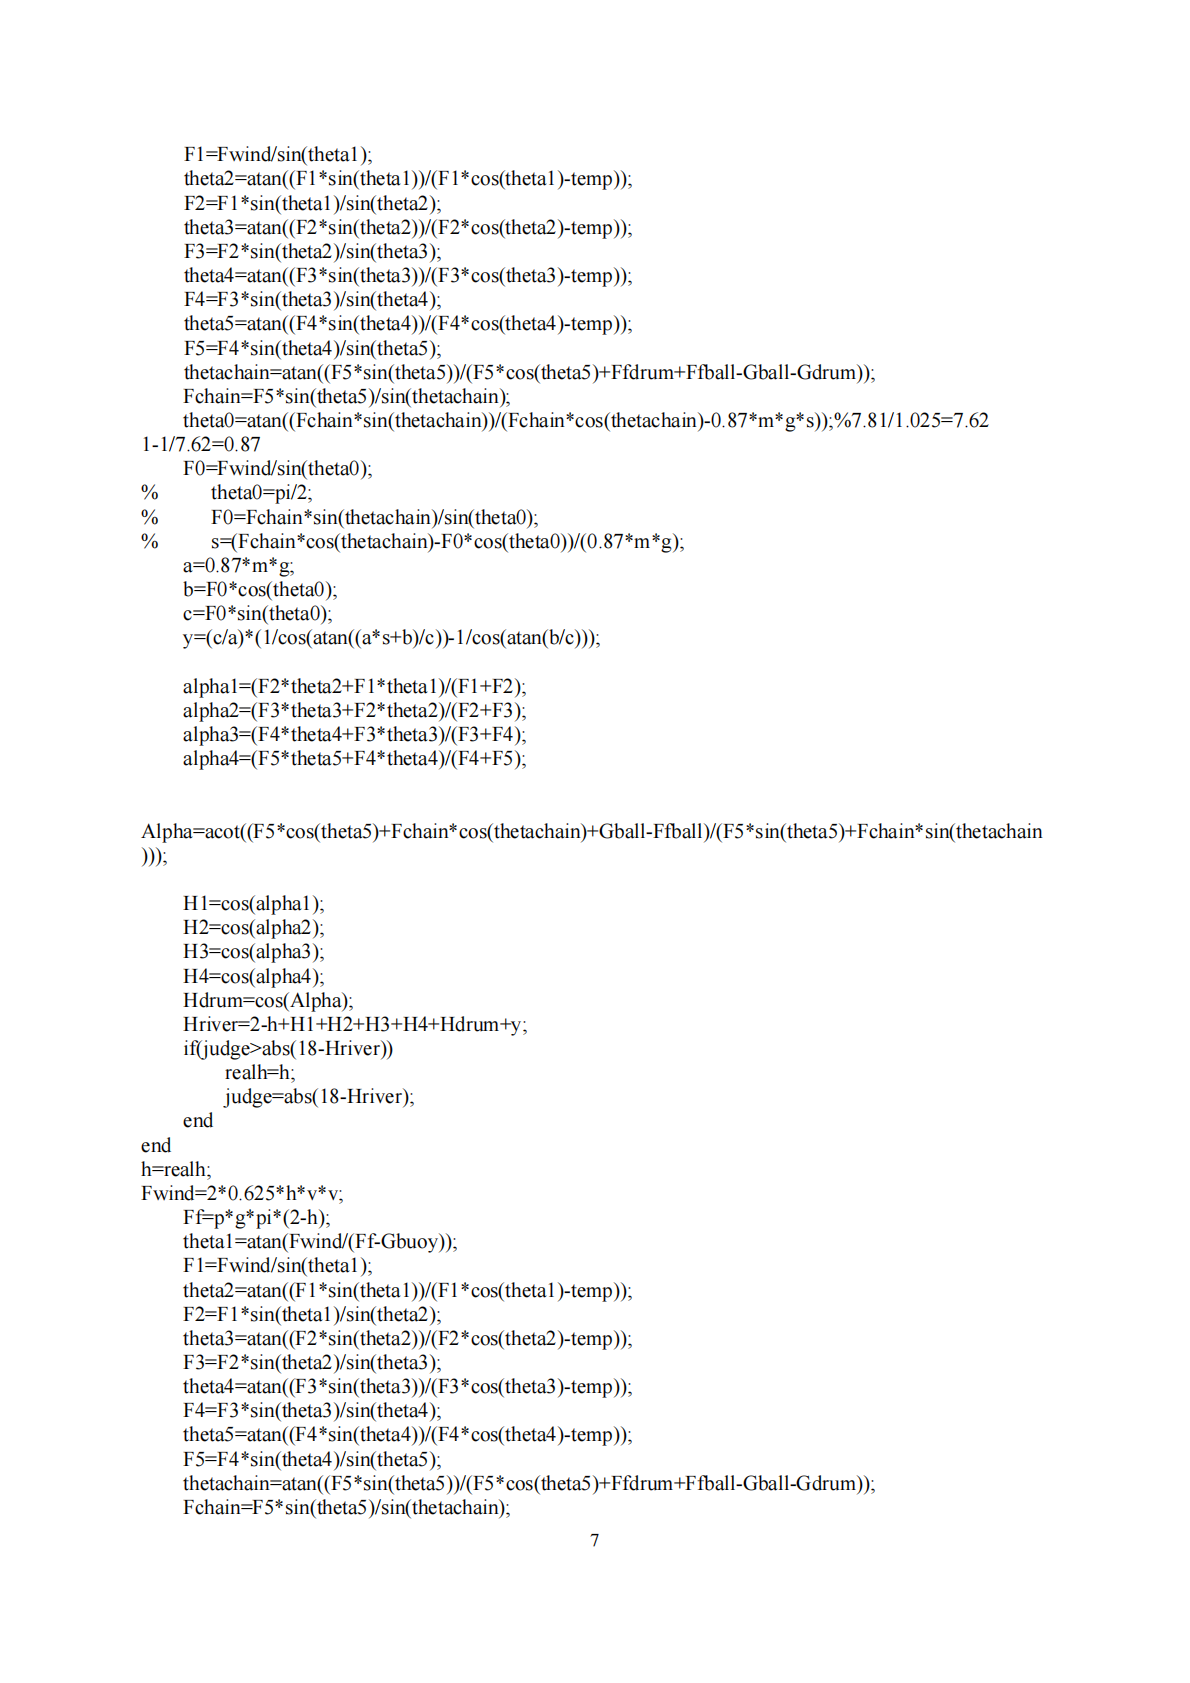 F1=Fwind/sin(theta1);
theta2=atan((F1*sin(theta1))/(F1*cos(theta1)-temp));
F2=F1*sin(theta1)/sin(theta2);
theta3=atan((F2*sin(theta2))/(F2*cos(theta2)-temp));
F3=F2*sin(theta2)/sin(theta3);
theta4=atan((F3*sin(theta3))/(F3*cos(theta3)-temp));
F4=F3*sin(theta3)/sin(theta4);
theta5=atan((F4*sin(theta4))/(F4*cos(theta4)-temp));
F5=F4*sin(theta4)/sin(theta5);
thetachain=atan((F5*sin(theta5))/(F5*cos(theta5)+Ffdrum+Ffball-Gball-Gdrum));
Fchain=F5*sin(theta5)/sin(thetachain);
theta0=atan((Fchain*sin(thetachain))/(Fchain*cos(thetachain)-0.87*m*g*s));%7.81/1.025=7.62
1-1/7.62=0.87
F0=Fwind/sin(theta0);
% theta0=pi/2;
% F0=Fchain*sin(thetachain)/sin(theta0);
% s=(Fchain*cos(thetachain)-F0*cos(theta0))/(0.87*m*g);
a=0.87*m*g;
b=F0*cos(theta0);
c=F0*sin(theta0);
y=(c/a)*(1/cos(atan((a*s+b)/c))-1/cos(atan(b/c)));
alpha1=(F2*theta2+F1*theta1)/(F1+F2);
alpha2=(F3*theta3+F2*theta2)/(F2+F3);
alpha3=(F4*theta4+F3*theta3)/(F3+F4);
alpha4=(F5*theta5+F4*theta4)/(F4+F5);
Alpha=acot((F5*cos(theta5)+Fchain*cos(thetachain)+Gball-Ffball)/(F5*sin(theta5)+Fchain*sin(thetachain
)));
H1=cos(alpha1);
H2=cos(alpha2);
H3=cos(alpha3);
H4=cos(alpha4);
Hdrum=cos(Alpha);
Hriver=2-h+H1+H2+H3+H4+Hdrum+y;
if(judge>abs(18-Hriver))
realh=h;
judge=abs(18-Hriver);
end
end
h=realh;
Fwind=2*0.625*h*v*v;
Ff=p*g*pi*(2-h);
theta1=atan(Fwind/(Ff-Gbuoy));
F1=Fwind/sin(theta1);
theta2=atan((F1*sin(theta1))/(F1*cos(theta1)-temp));
F2=F1*sin(theta1)/sin(theta2);
theta3=atan((F2*sin(theta2))/(F2*cos(theta2)-temp));
F3=F2*sin(theta2)/sin(theta3);
theta4=atan((F3*sin(theta3))/(F3*cos(theta3)-temp));
F4=F3*sin(theta3)/sin(theta4);
theta5=atan((F4*sin(theta4))/(F4*cos(theta4)-temp));
F5=F4*sin(theta4)/sin(theta5);
thetachain=atan((F5*sin(theta5))/(F5*cos(theta5)+Ffdrum+Ffball-Gball-Gdrum));
Fchain=F5*sin(theta5)/sin(thetachain);
7